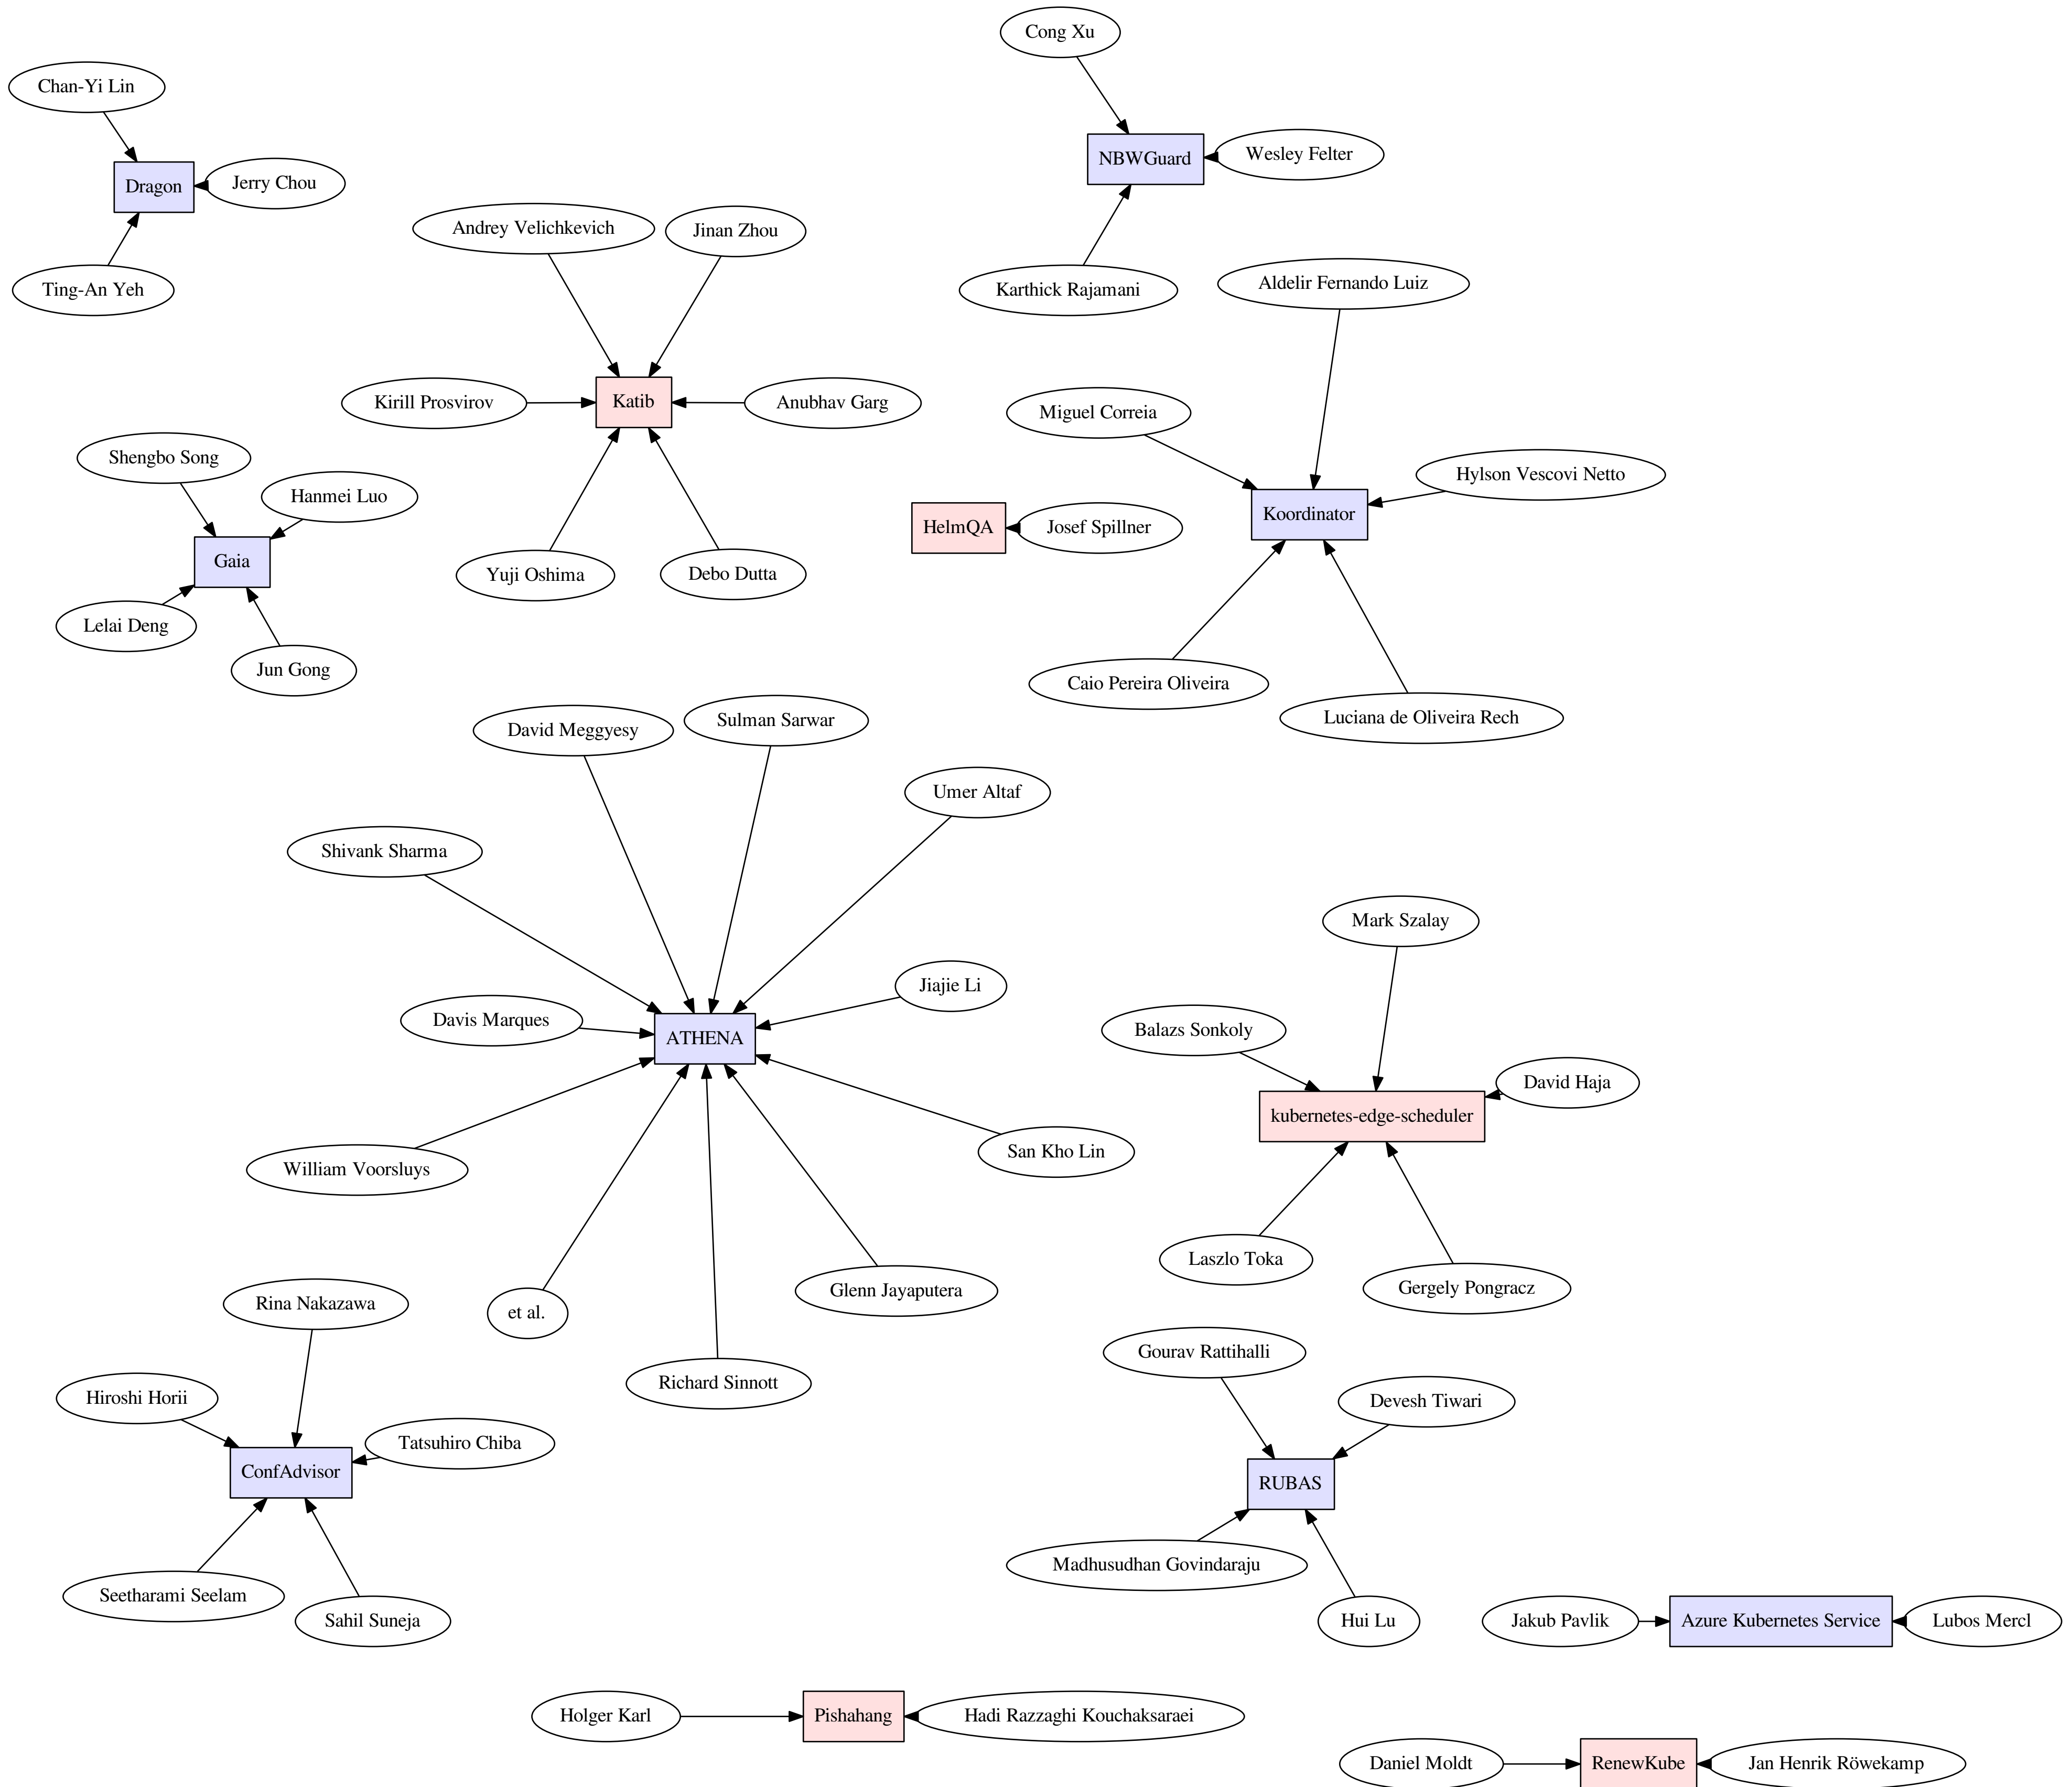 Cong Xu
Chan-Yi Lin
NBWGuard
Wesley Felter
Dragon
Jerry Chou
Andrey Velichkevich
Jinan Zhou
Ting-An Yeh
Karthick Rajamani
Aldelir Fernando Luiz
Kirill Prosvirov
Katib
Anubhav Garg
Miguel Correia
Shengbo Song
Hanmei Luo
Hylson Vescovi Netto
HelmQA
Josef Spillner
Koordinator
Gaia
Yuji Oshima
Debo Dutta
Lelai Deng
Jun Gong
Caio Pereira Oliveira
Luciana de Oliveira Rech
David Meggyesy
Sulman Sarwar
Umer Altaf
Shivank Sharma
Mark Szalay
Jiajie Li
Davis Marques
ATHENA
Balazs Sonkoly
David Haja
kubernetes-edge-scheduler
William Voorsluys
San Kho Lin
Laszlo Toka
Gergely Pongracz
Glenn Jayaputera
Rina Nakazawa
et al.
Gourav Rattihalli
Richard Sinnott
Hiroshi Horii
Devesh Tiwari
Tatsuhiro Chiba
ConfAdvisor
RUBAS
Madhusudhan Govindaraju
Seetharami Seelam
Sahil Suneja
Hui Lu
Jakub Pavlik
Azure Kubernetes Service
Lubos Mercl
Holger Karl
Pishahang
Hadi Razzaghi Kouchaksaraei
Daniel Moldt
RenewKube
Jan Henrik Röwekamp